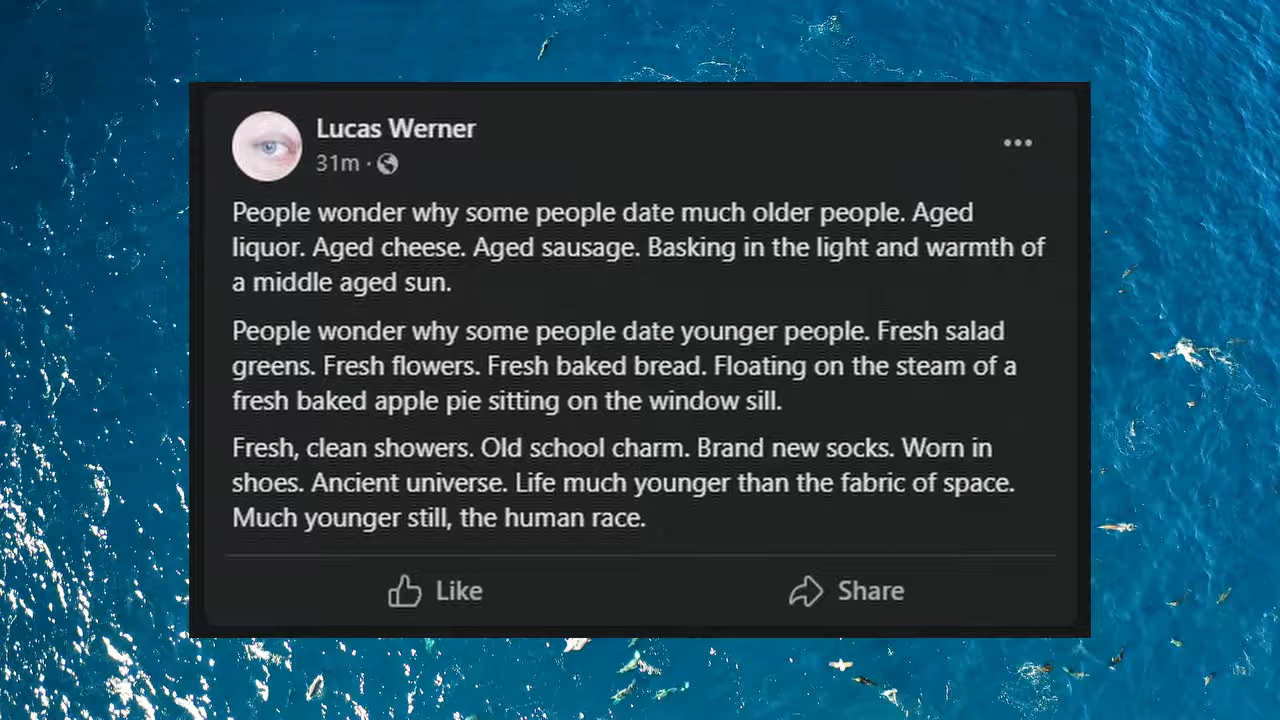 Lucas Werner
31m ·
People wonder why some people date much older people. Aged
liquor. Aged cheese. Aged sausage. Basking in the light and warmth of
a middle aged sun.
People wonder why some people date younger people. Fresh salad
greens. Fresh flowers. Fresh baked bread. Floating on the steam of a
fresh baked apple pie sitting on the window sill.
Fresh, clean showers. Old school charm. Brand new socks. Worn in
shoes. Ancient universe. Life much younger than the fabric of space.
Much younger still, the human race.
Like
Share